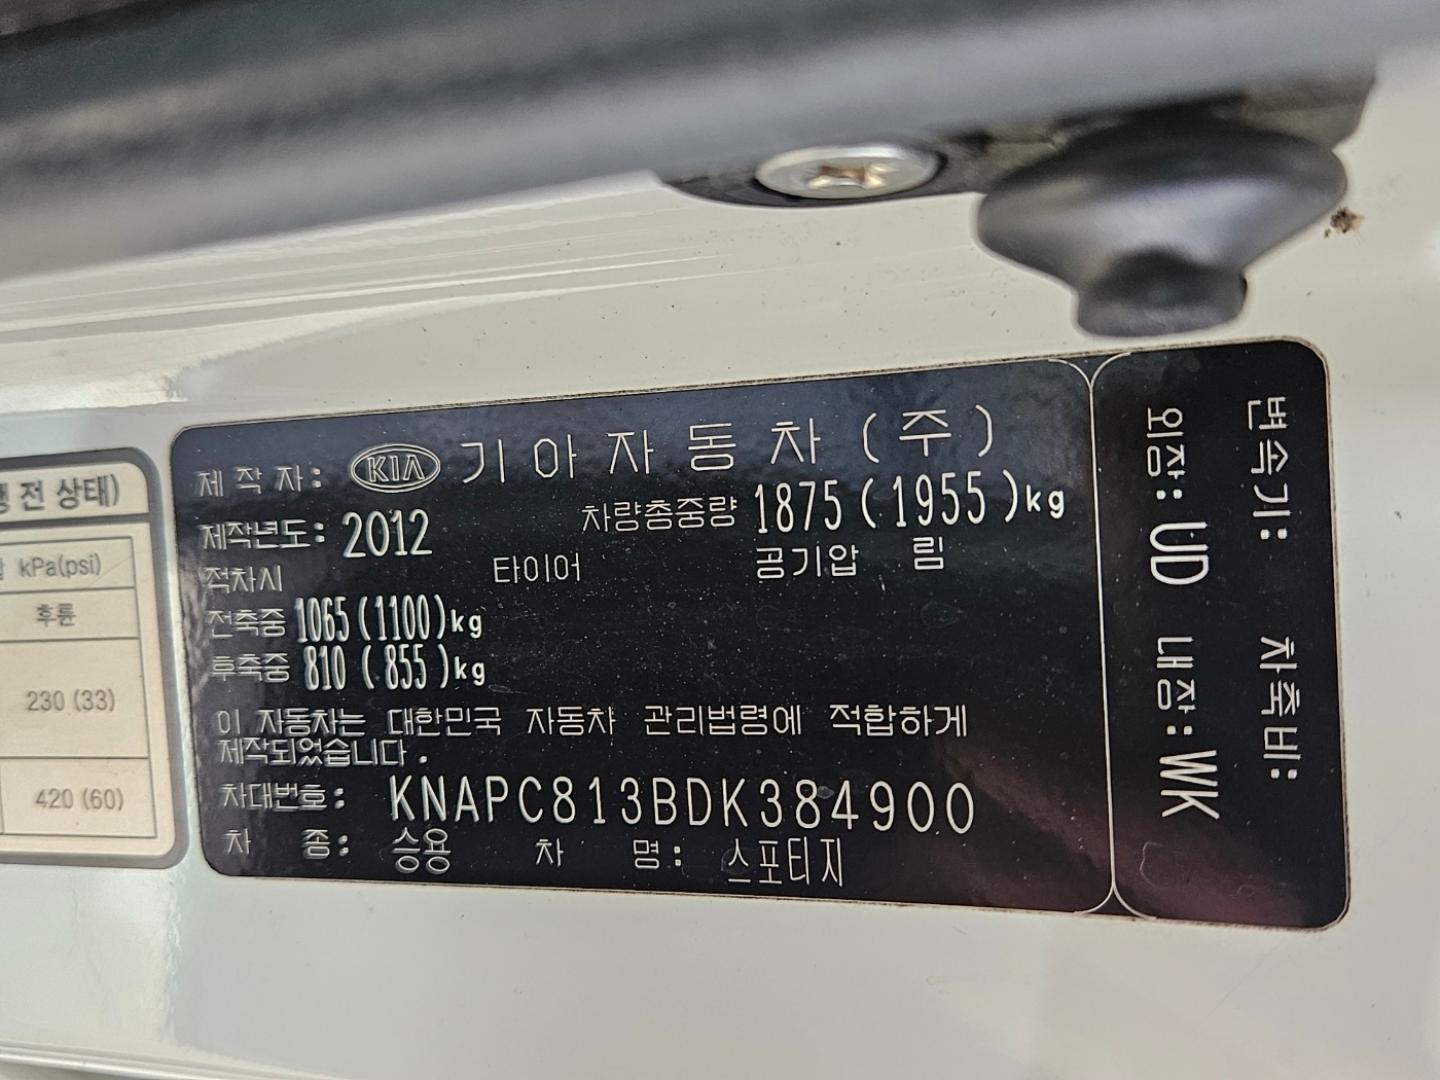 행 전 상태)
kPa(psi)
후륜
230 (33)
420 (60)
제 작 자: KIA 기아자동차(주)
제작년도: 2012 차량총중량 1875 (1955)kg
적차시 타이어 공기압 림
전축중 1065 (1100)kg
후축중 810 (855)kg
이 자동차는 대한민국 자동차 관리법령에 적합하게
제작되었습니다.
차대번호: KNAPC813BDK384900
차 종: 승용 차 명: 스포티지
변속기: 차축비:
외장: UD 내장: WK